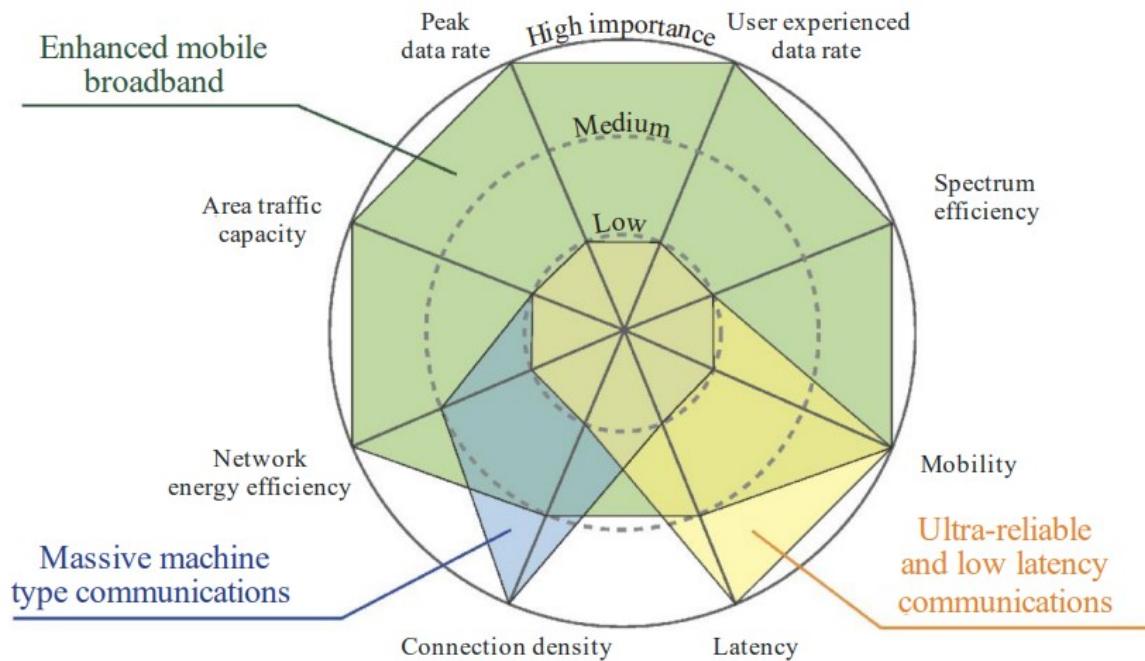 Peak
data rate
High importance
User experienced
data rate
Enhanced mobile
broadband
Medium
Area traffic
capacity
Low
Spectrum
efficiency
Network
energy efficiency
Mobility
Massive machine
type communications
Ultra-reliable
and low latency
communications
Connection density
Latency